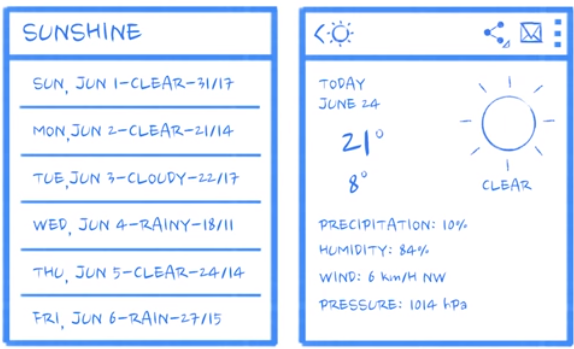 SUNSHINE
SUN, JUN 1-CLEAR-31/17
MON, JUN 2-CLEAR-21/14
TUE, JUN 3-CLOUDY-22/17
WED, JUN 4-RAINY-18/11
THU, JUN 5-CLEAR-24/14
FRI, JUN 6-RAIN-27/15
TODAY
JUNE 24
21°
8°
CLEAR
PRECIPITATION: 10%
HUMIDITY: 84%
WIND: 6 km/H NW
PRESSURE: 1014 hPa